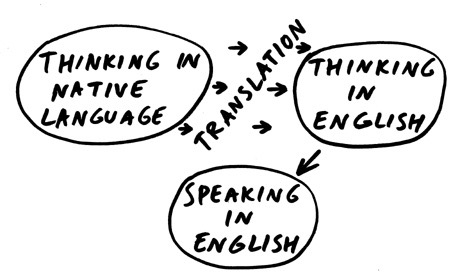 THINKING IN
NATIVE
LANGUAGE
TRANSLATION
THINKING
IN
ENGLISH
SPEAKING
IN
ENGLISH